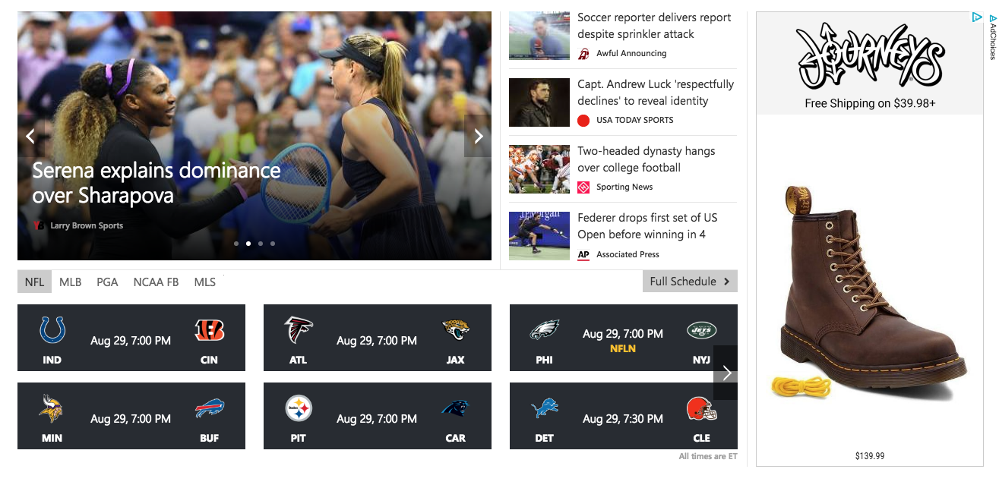 Serena explains dominance
over Sharapova
Larry Brown Sports
Soccer reporter delivers report
despite sprinkler attack
Awful Announcing
Capt. Andrew Luck 'respectfully
declines' to reveal identity
USA TODAY SPORTS
Two-headed dynasty hangs
over college football
Sporting News
Federer drops first set of US
Open before winning in 4
AP Associated Press
NFL MLB PGA NCAA FB MLS
Full Schedule
IND Aug 29, 7:00 PM CIN
ATL Aug 29, 7:00 PM JAX
PHI Aug 29, 7:00 PM NFLN NYJ
JETS
MIN Aug 29, 7:00 PM BUF
PIT Aug 29, 7:00 PM CAR
Steelers
DET Aug 29, 7:30 PM CLE
All times are ET
AdChoices
JOURNEYS
Free Shipping on $39.98+
$139.99